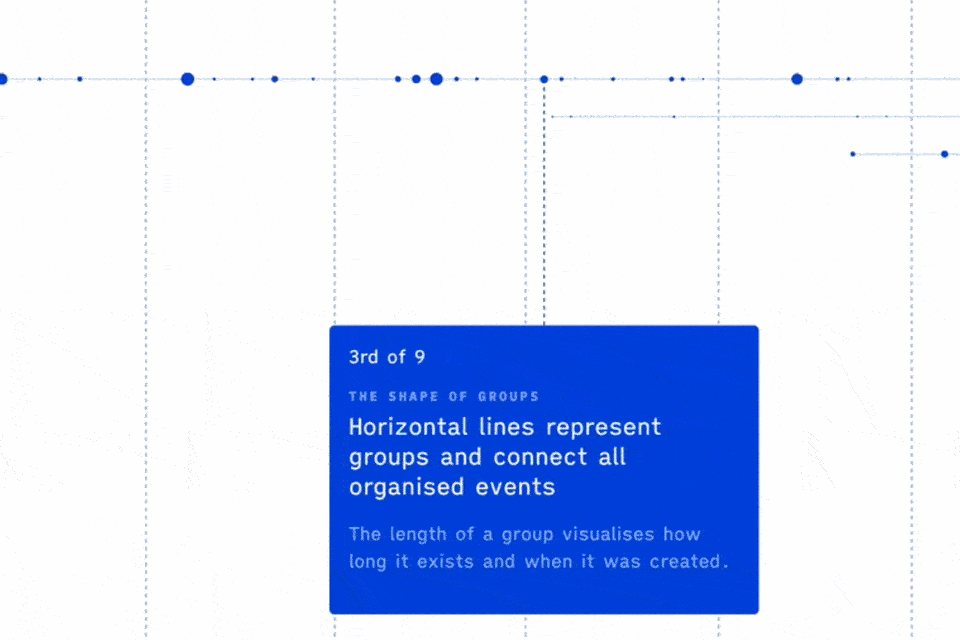 3rd of 9
THE SHAPE OF GROUPS
Horizontal lines represent
groups and connect all
organised events
The length of a group visualises how
long it exists and when it was created.